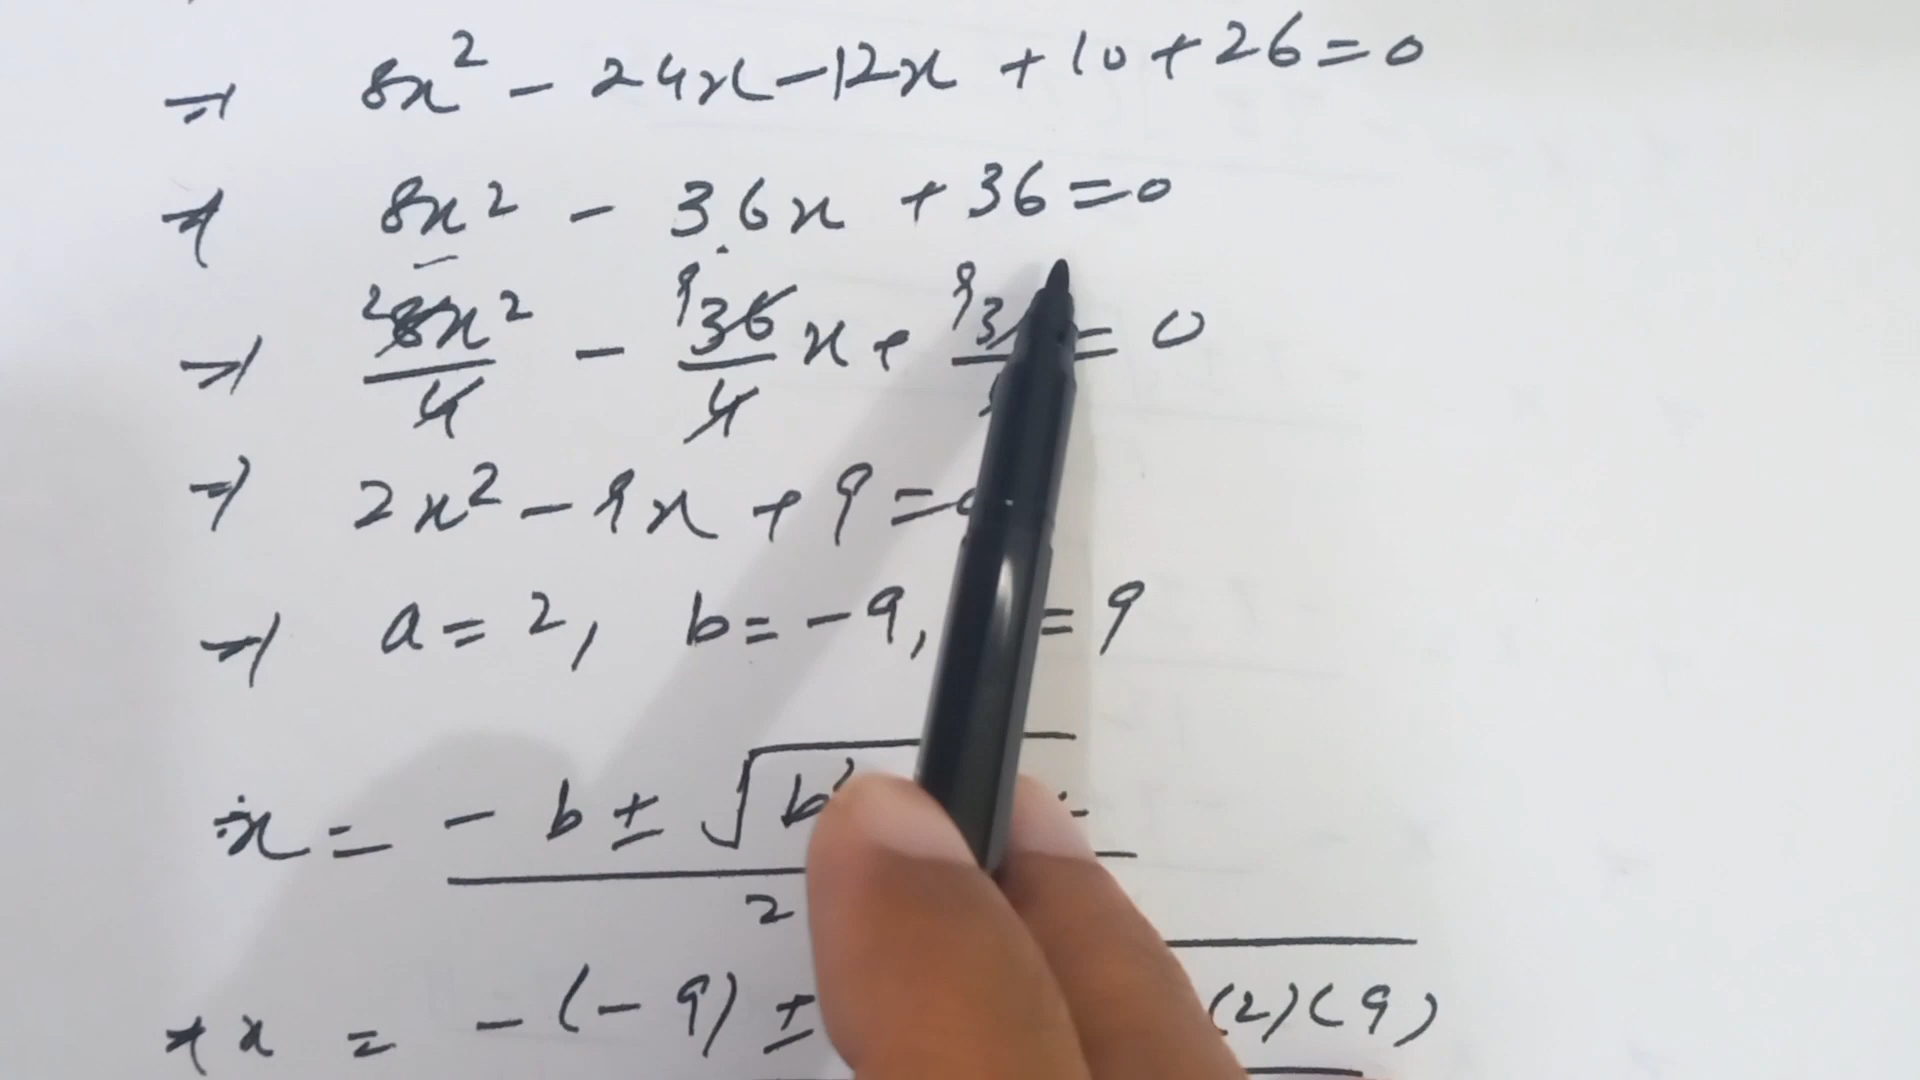 ⇒ 8x² - 24x - 12x + 10 + 26 = 0
⇒ 8x² - 36x + 36 = 0
⇒ ²8x²/4 - ⁹36/4 x + ⁹3 = 0
⇒ 2x² - 9x + 9 =
⇒ a = 2, b = -9, = 9
x = - b ± √b² / 2
⇒ x = -(-9) ± (2)(9)